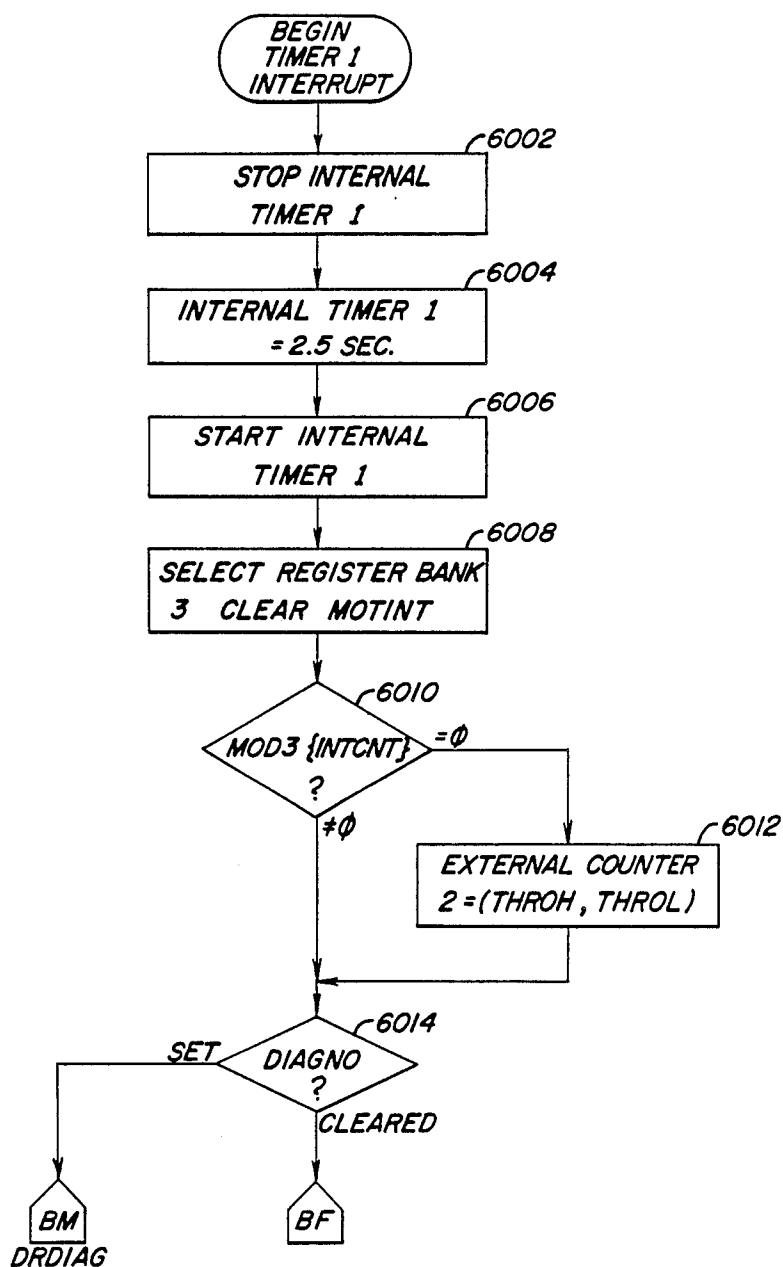 BEGIN
TIMER 1
INTERRUPT
6002
STOP INTERNAL
TIMER 1
6004
INTERNAL TIMER 1
= 2.5 SEC.
6006
START INTERNAL
TIMER 1
6008
SELECT REGISTER BANK
3 CLEAR MOTINT
6010
MOD3 {INTCNT}
?
=ϕ
≠ϕ
6012
EXTERNAL COUNTER
2 = (THROH, THROL)
6014
SET
DIAGNO
?
CLEARED
BM
DRDIAG
BF